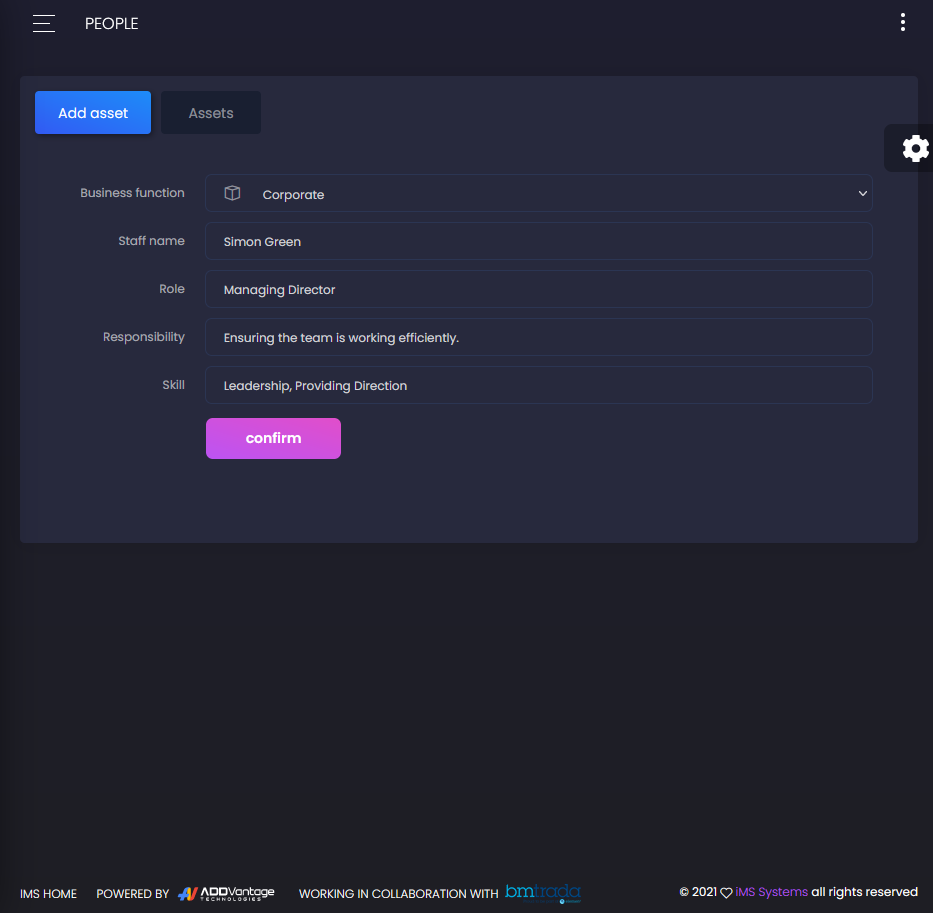 PEOPLE
Add asset
Assets
Business function
Corporate
Staff name
Simon Green
Role
Managing Director
Responsibility
Ensuring the team is working efficiently.
Skill
Leadership, Providing Direction
confirm
IMS HOME POWERED BY ADDVantage TECHNOLOGIES WORKING IN COLLABORATION WITH bmtrada © 2021 iMS Systems all rights reserved